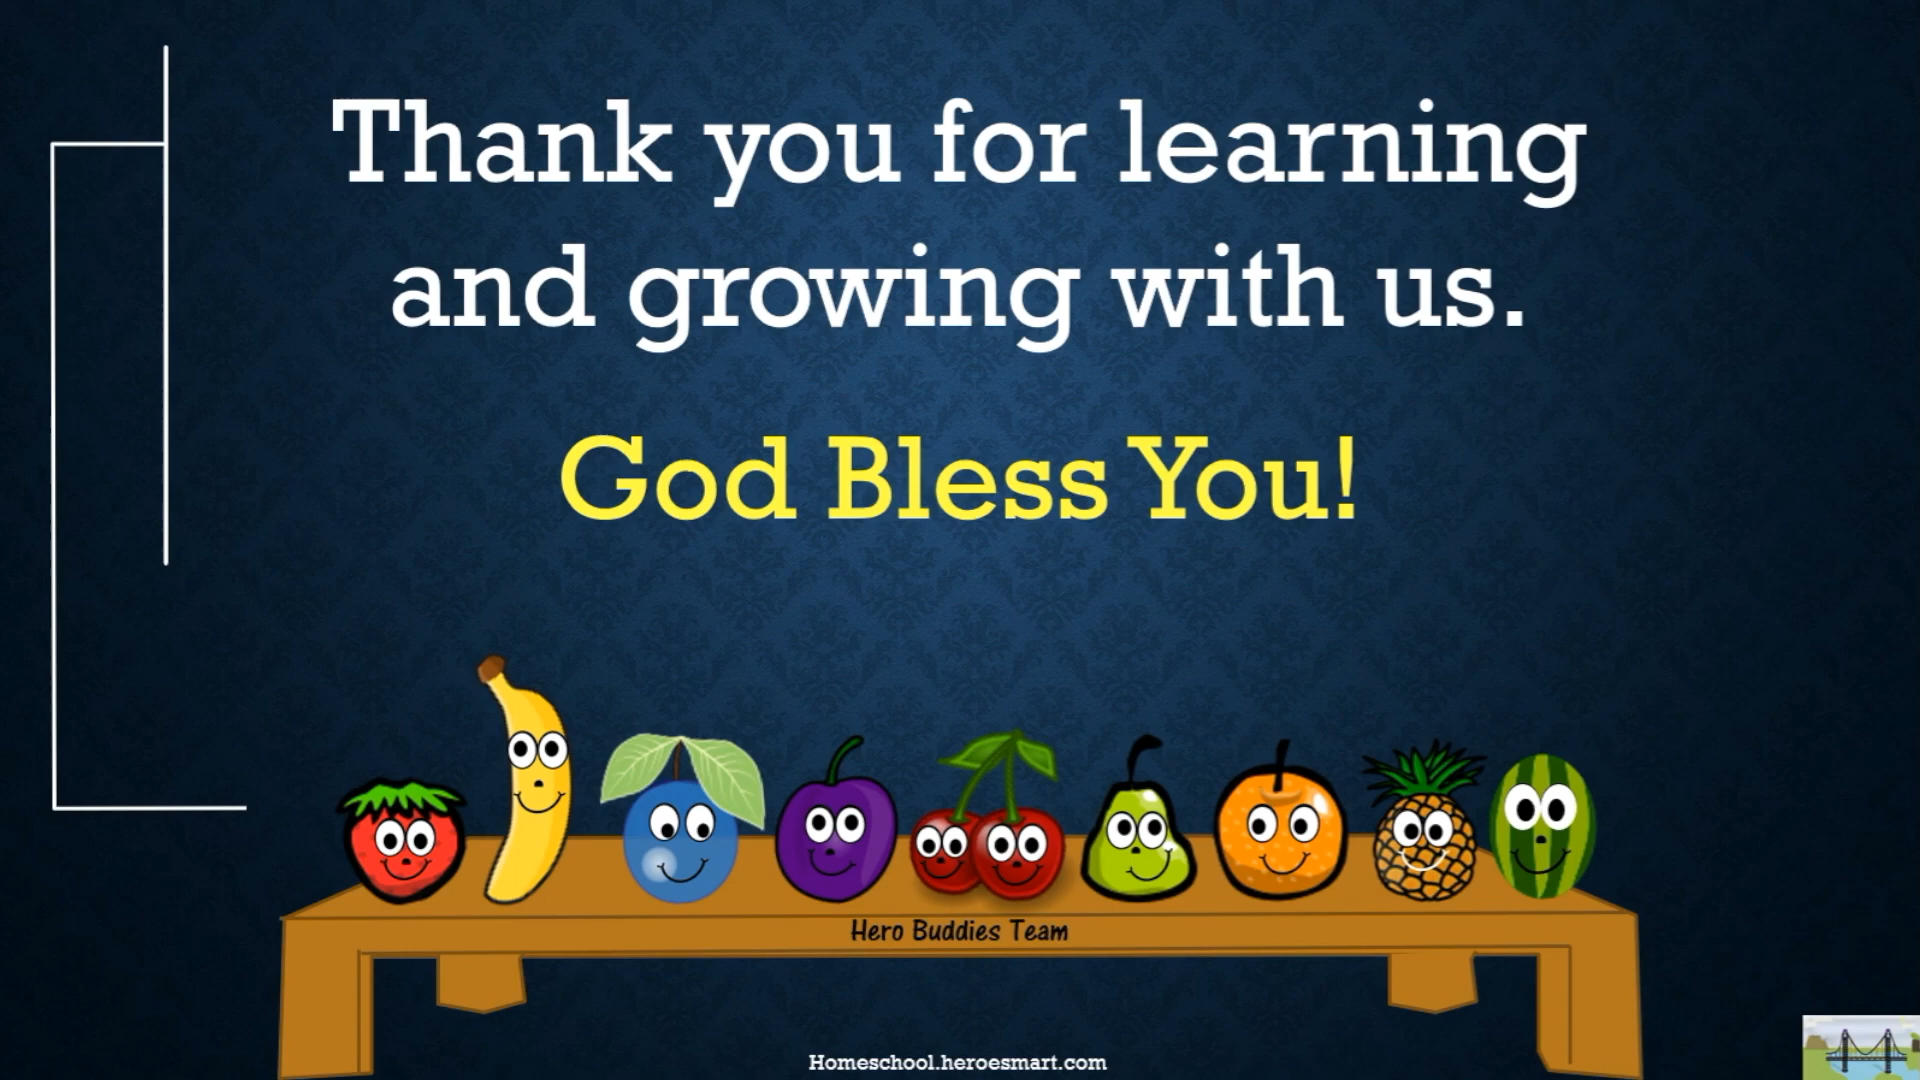 Thank you for learning
and growing with us.
God Bless You!
Hero Buddies Team
Homeschool.heroesmart.com